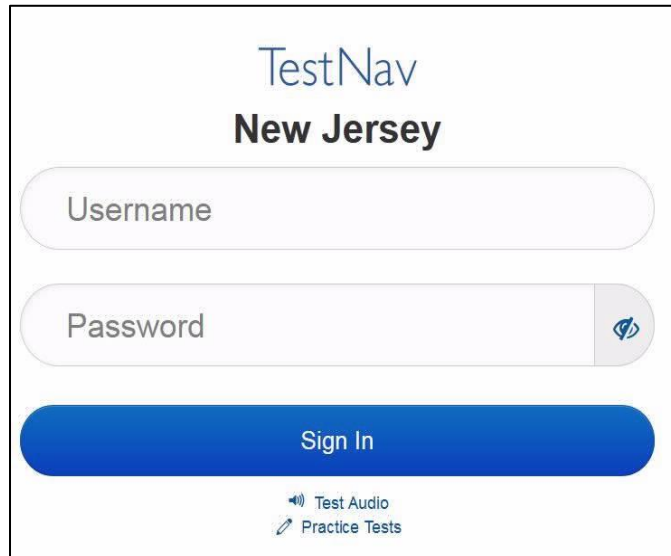 TestNav
New Jersey
Username
Password
Sign In
Test Audio
Practice Tests